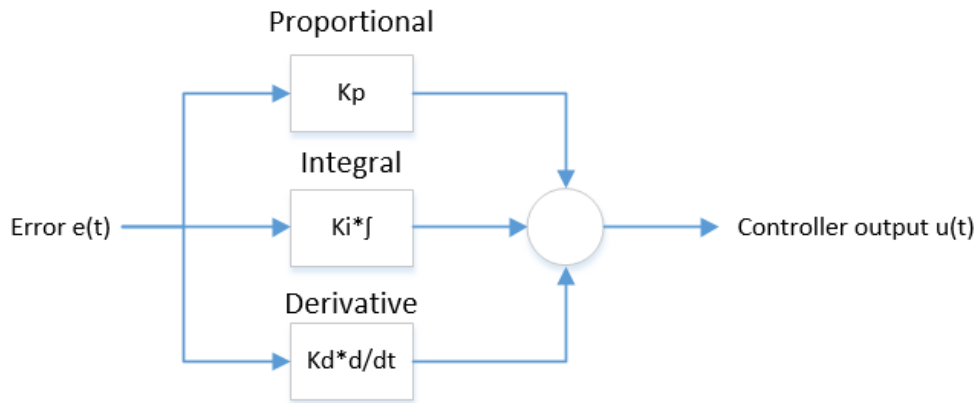 Proportional
Kp
Integral
Error e(t)
Ki*∫
Controller output u(t)
Derivative
Kd*d/dt